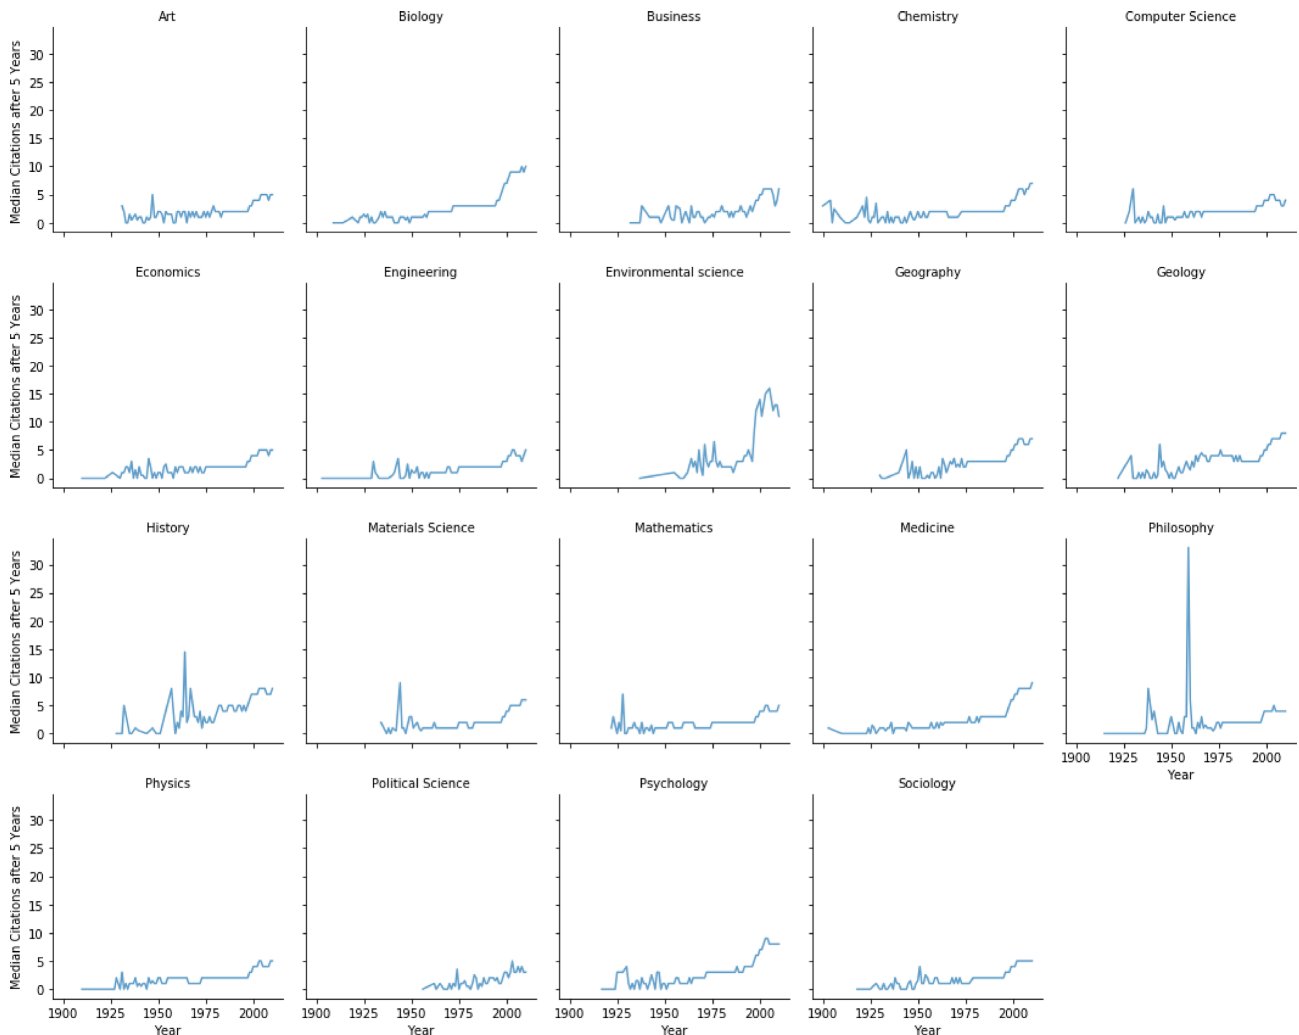 Art Biology Business Chemistry Computer Science
Median Citations after 5 Years
30
25
20
15
10
5
0
Economics Engineering Environmental science Geography Geology
Median Citations after 5 Years
30
25
20
15
10
5
0
History Materials Science Mathematics Medicine Philosophy
Median Citations after 5 Years
30
25
20
15
10
5
0
1900 1925 1950 1975 2000
Year
Physics Political Science Psychology Sociology
Median Citations after 5 Years
30
25
20
15
10
5
0
1900 1925 1950 1975 2000 1900 1925 1950 1975 2000 1900 1925 1950 1975 2000 1900 1925 1950 1975 2000
Year Year Year Year